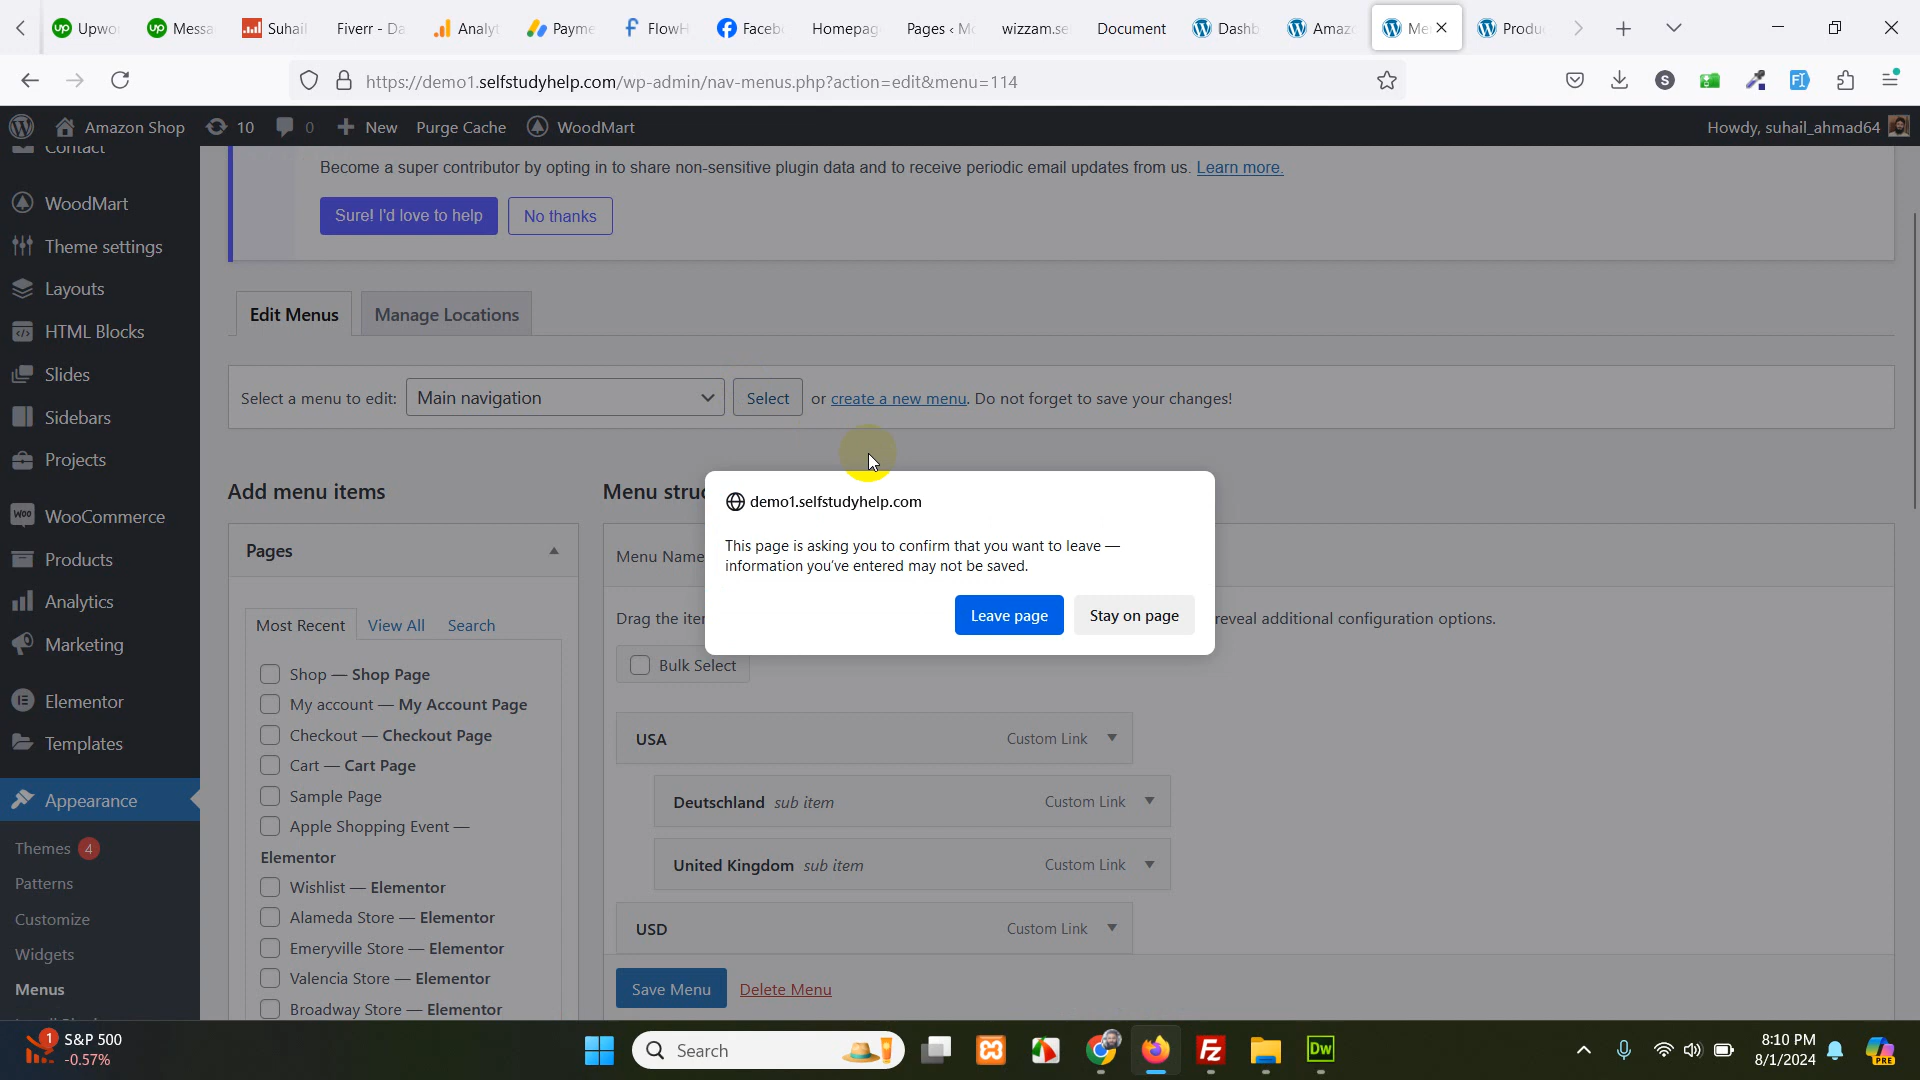 Upwo
Messa
Suhail
Fiverr - Da
Analyt
Payme
FlowH
Facebo
Homepag
Pages ‹ Mo
wizzam.se
Document
Dashb
Amazo
Me
Produ
https://demo1.selfstudyhelp.com/wp-admin/nav-menus.php?action=edit&menu=114
Amazon Shop
10
0
New
Purge Cache
WoodMart
Howdy, suhail_ahmad64
Contact
WoodMart
Theme settings
Layouts
HTML Blocks
Slides
Sidebars
Projects
WooCommerce
Products
Analytics
Marketing
Elementor
Templates
Appearance
Themes 4
Patterns
Customize
Widgets
Menus
Become a super contributor by opting in to share non-sensitive plugin data and to receive periodic email updates from us. Learn more.
Sure! I'd love to help
No thanks
Edit Menus
Manage Locations
Select a menu to edit:
Main navigation
Select
or create a new menu. Do not forget to save your changes!
Add menu items
Menu struc
Pages
Most Recent
View All
Search
Shop — Shop Page
My account — My Account Page
Checkout — Checkout Page
Cart — Cart Page
Sample Page
Apple Shopping Event —
Elementor
Wishlist — Elementor
Alameda Store — Elementor
Emeryville Store — Elementor
Valencia Store — Elementor
Broadway Store — Elementor
Menu Name
Drag the iter
reveal additional configuration options.
Bulk Select
USA
Custom Link
Deutschland sub item
Custom Link
United Kingdom sub item
Custom Link
USD
Custom Link
Save Menu
Delete Menu
demo1.selfstudyhelp.com
This page is asking you to confirm that you want to leave —
information you've entered may not be saved.
Leave page
Stay on page
1
S&P 500
-0.57%
Search
Dw
8:10 PM
8/1/2024
PRE